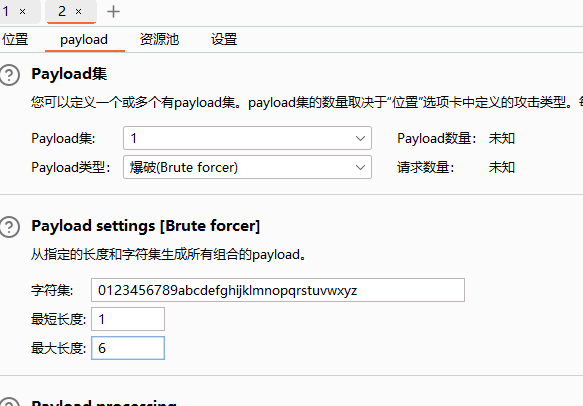 1 × 2 × +
位置 payload 资源池 设置
? Payload集
您可以定义一个或多个有payload集。payload集的数量取决于"位置"选项卡中定义的攻击类型。
Payload集: 1 Payload数量: 未知
Payload类型: 爆破(Brute forcer) 请求数量: 未知
? Payload settings [Brute forcer]
从指定的长度和字符集生成所有组合的payload。
字符集: 0123456789abcdefghijklmnopqrstuvwxyz
最短长度: 1
最大长度: 6
Payload processing